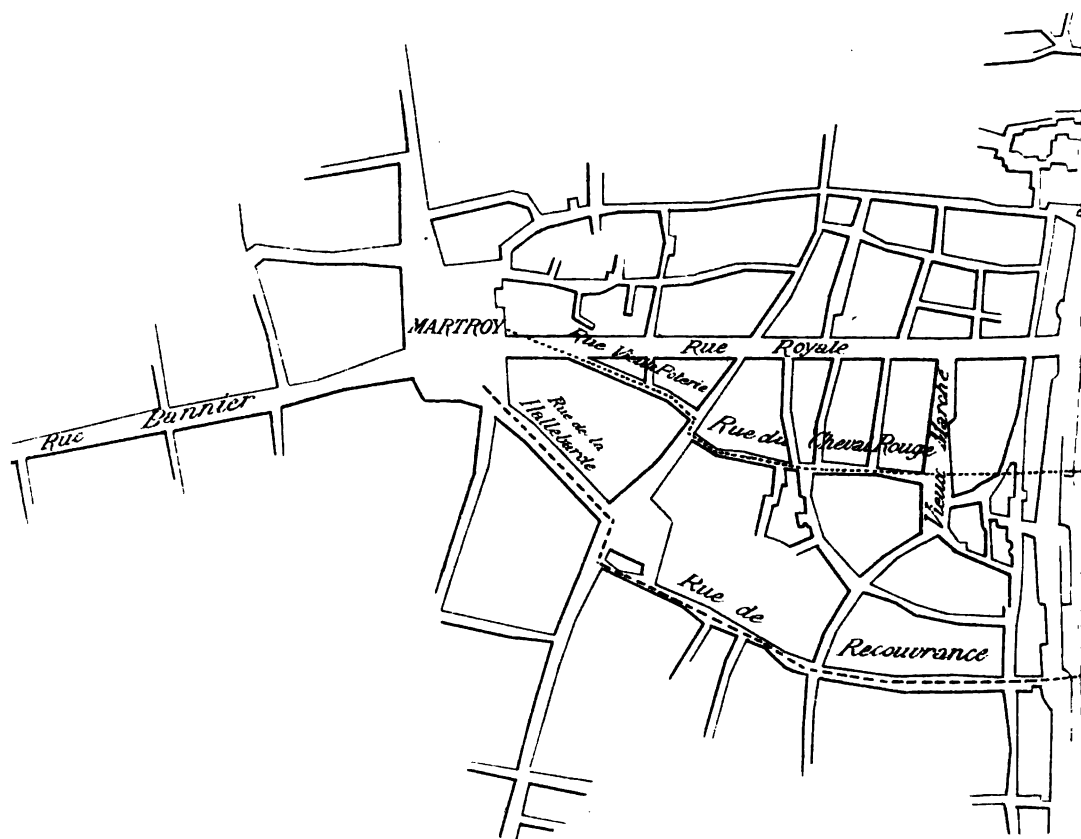 MARTROY
Rue Vieille Poterie
Rue Royale
Rue Bannier
Rue de la
Hallebarde
Rue du Cheval Rouge
Vieux Marché
Rue de
Recouvrance